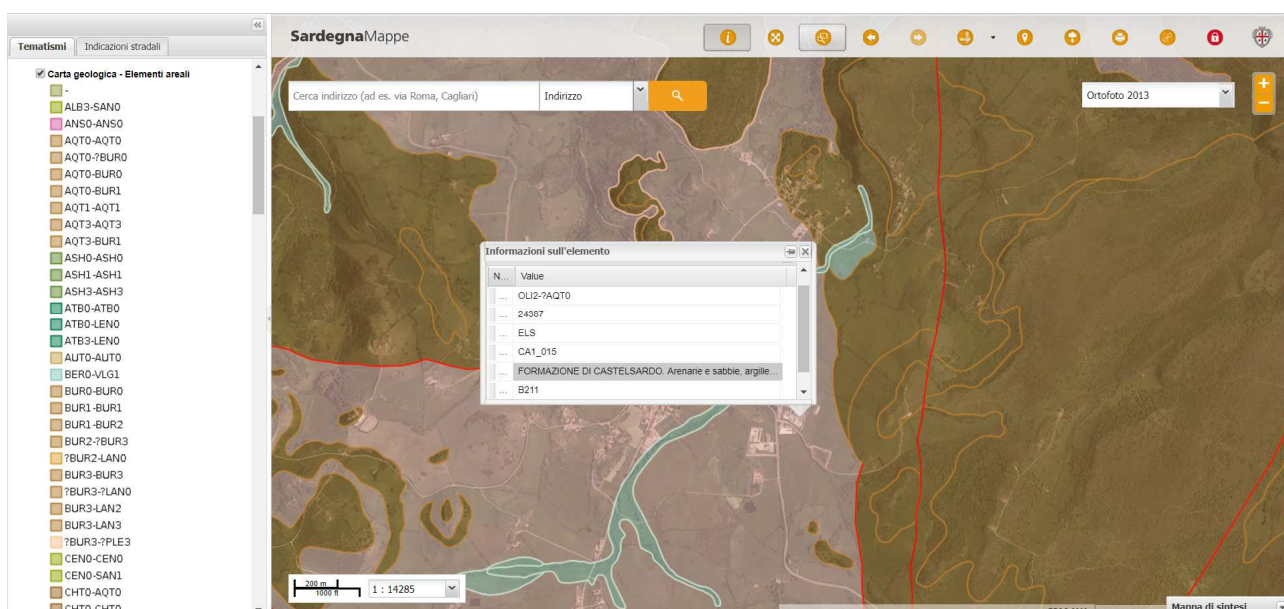 Tematismi
Indicazioni stradali
Carta geologica - Elementi areali
-
ALB3-SAN0
ANS0-ANS0
AQT0-AQT0
AQT0-?BUR0
AQT0-BUR0
AQT0-BUR1
AQT1-AQT1
AQT3-AQT3
AQT3-BUR1
ASH0-ASH0
ASH1-ASH1
ASH3-ASH3
ATB0-ATB0
ATB0-LEN0
ATB3-LEN0
AUT0-AUT0
BER0-VLG1
BUR0-BUR0
BUR1-BUR1
BUR1-BUR2
BUR2-?BUR3
?BUR2-LAN0
BUR3-BUR3
?BUR3-?LAN0
BUR3-LAN2
BUR3-LAN3
?BUR3-?PLE3
CEN0-CEN0
CEN0-SAN1
CHT0-AQT0
CHT0-CHT0
SardegnaMappe
Cerca indirizzo (ad es. via Roma, Cagliari)
Indirizzo
Ortofoto 2013
+
−
Informazioni sull'elemento
N... Value
... OLI2-?AQT0
... 24387
... ELS
... CA1_015
... FORMAZIONE DI CASTELSARDO. Arenarie e sabbie, argille...
... B211
200 m
1000 ft
1 : 14285
Mappa di sintesi